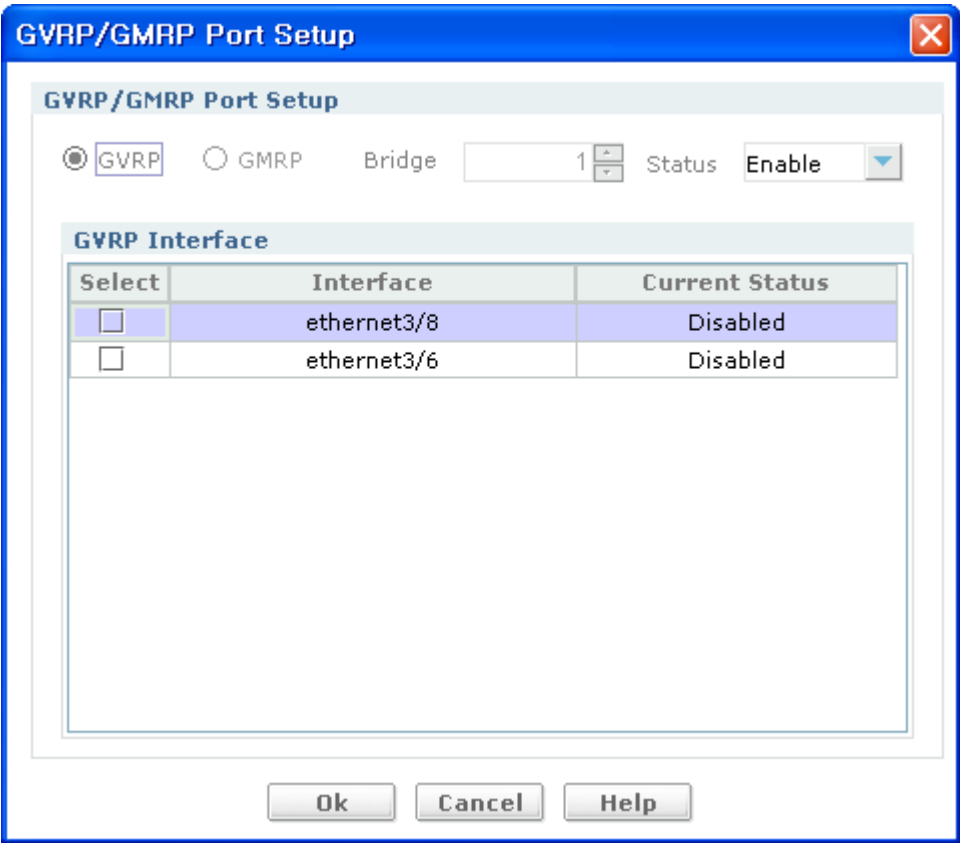 GVRP/GMRP Port Setup
GVRP/GMRP Port Setup
GVRP GMRP Bridge 1 Status Enable
GVRP Interface
Select Interface Current Status
ethernet3/8 Disabled
ethernet3/6 Disabled
Ok Cancel Help